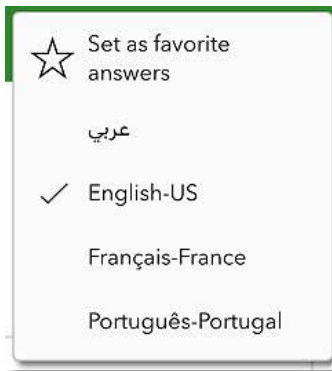 Set as favorite
answers
عربي
English-US
Français-France
Português-Portugal